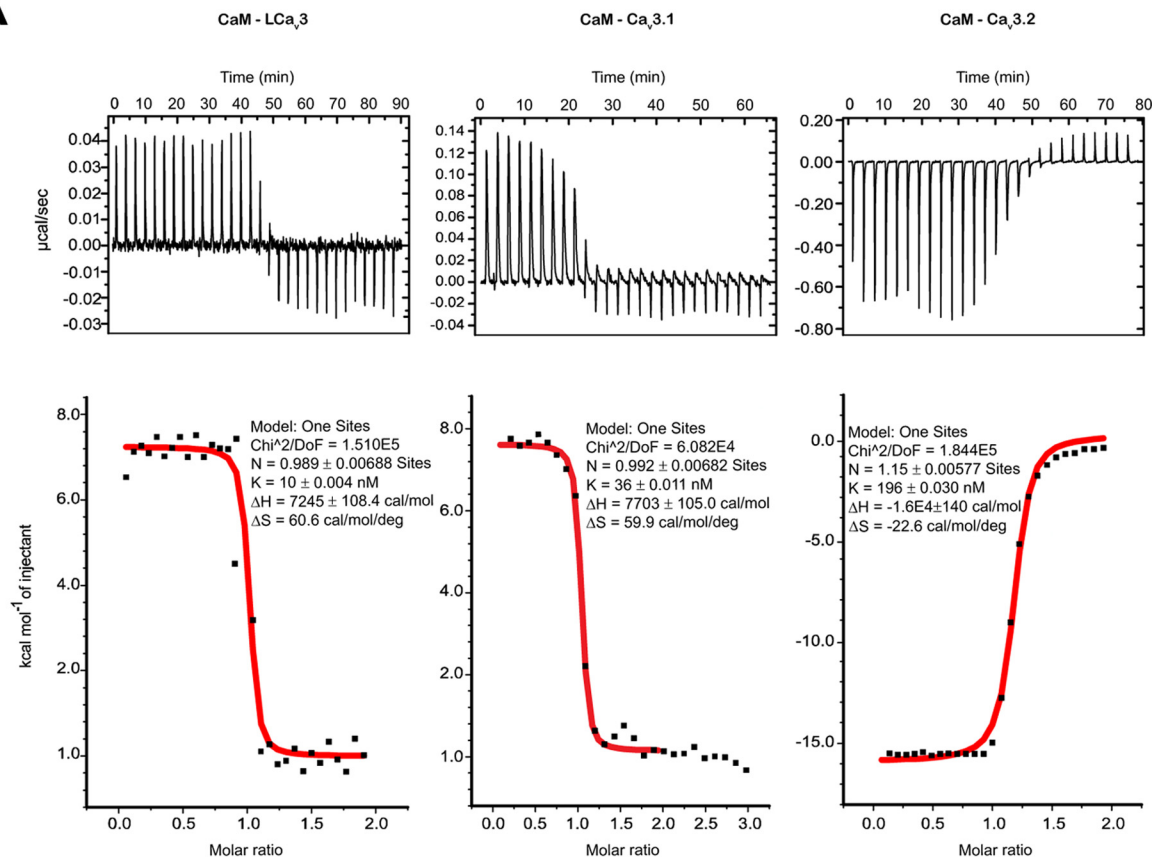 A
CaM - LCav3
CaM - Cav3.1
CaM - Cav3.2
Time (min)
0 10 20 30 40 50 60 70 80 90
0.04
0.03
0.02
0.01
0.00
-0.01
-0.02
-0.03
µcal/sec
Time (min)
0 10 20 30 40 50 60
0.14
0.12
0.10
0.08
0.06
0.04
0.02
0.00
-0.02
-0.04
Time (min)
0 10 20 30 40 50 60 70 80
0.20
0.00
-0.20
-0.40
-0.60
-0.80
8.0
6.0
4.0
2.0
1.0
kcal mol⁻¹ of injectant
Model: One Sites
Chi^2/DoF = 1.510E5
N = 0.989 ± 0.00688 Sites
K = 10 ± 0.004 nM
ΔH = 7245 ± 108.4 cal/mol
ΔS = 60.6 cal/mol/deg
0.0 0.5 1.0 1.5 2.0
Molar ratio
8.0
6.0
4.0
2.0
1.0
Model: One Sites
Chi^2/DoF = 6.082E4
N = 0.992 ± 0.00682 Sites
K = 36 ± 0.011 nM
ΔH = 7703 ± 105.0 cal/mol
ΔS = 59.9 cal/mol/deg
0.0 0.5 1.0 1.5 2.0 2.5 3.0
Molar ratio
0.0
-5.0
-10.0
-15.0
Model: One Sites
Chi^2/DoF = 1.844E5
N = 1.15 ± 0.00577 Sites
K = 196 ± 0.030 nM
ΔH = -1.6E4±140 cal/mol
ΔS = -22.6 cal/mol/deg
0.0 0.5 1.0 1.5 2.0
Molar ratio